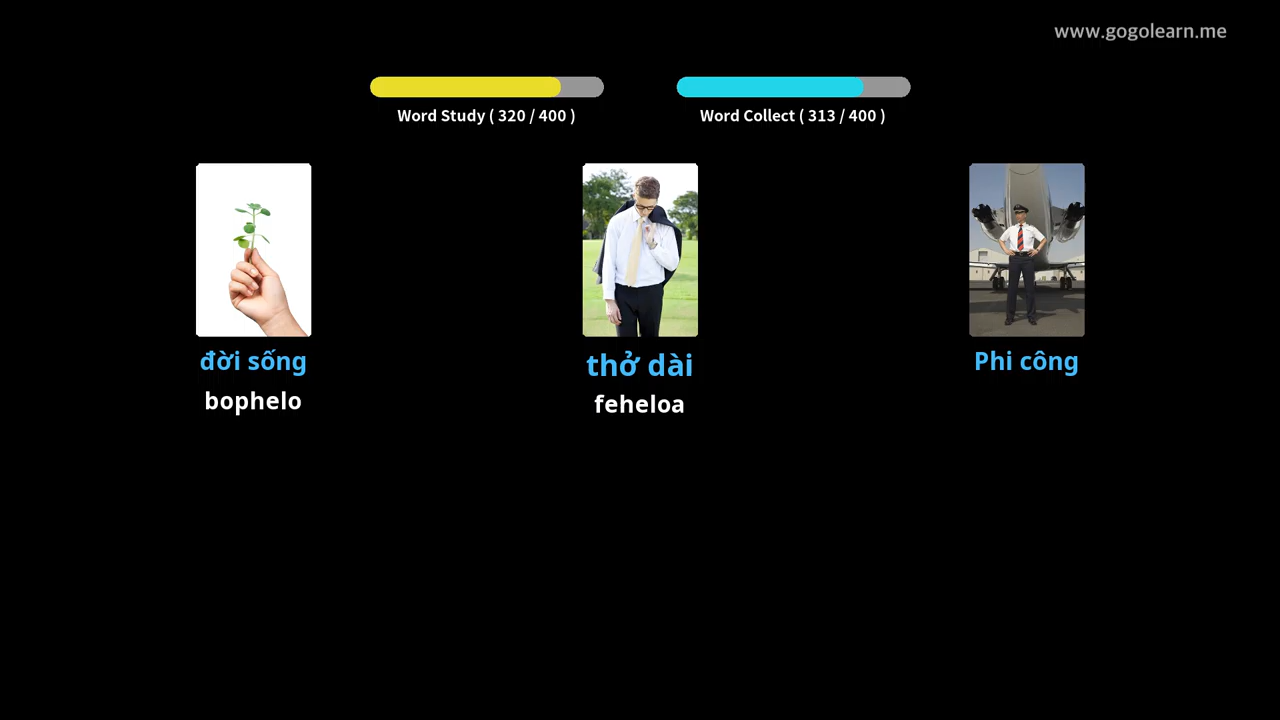 www.gogolearn.me
Word Study ( 320 / 400 )
Word Collect ( 313 / 400 )
đời sống
bophelo
thở dài
feheloa
Phi công